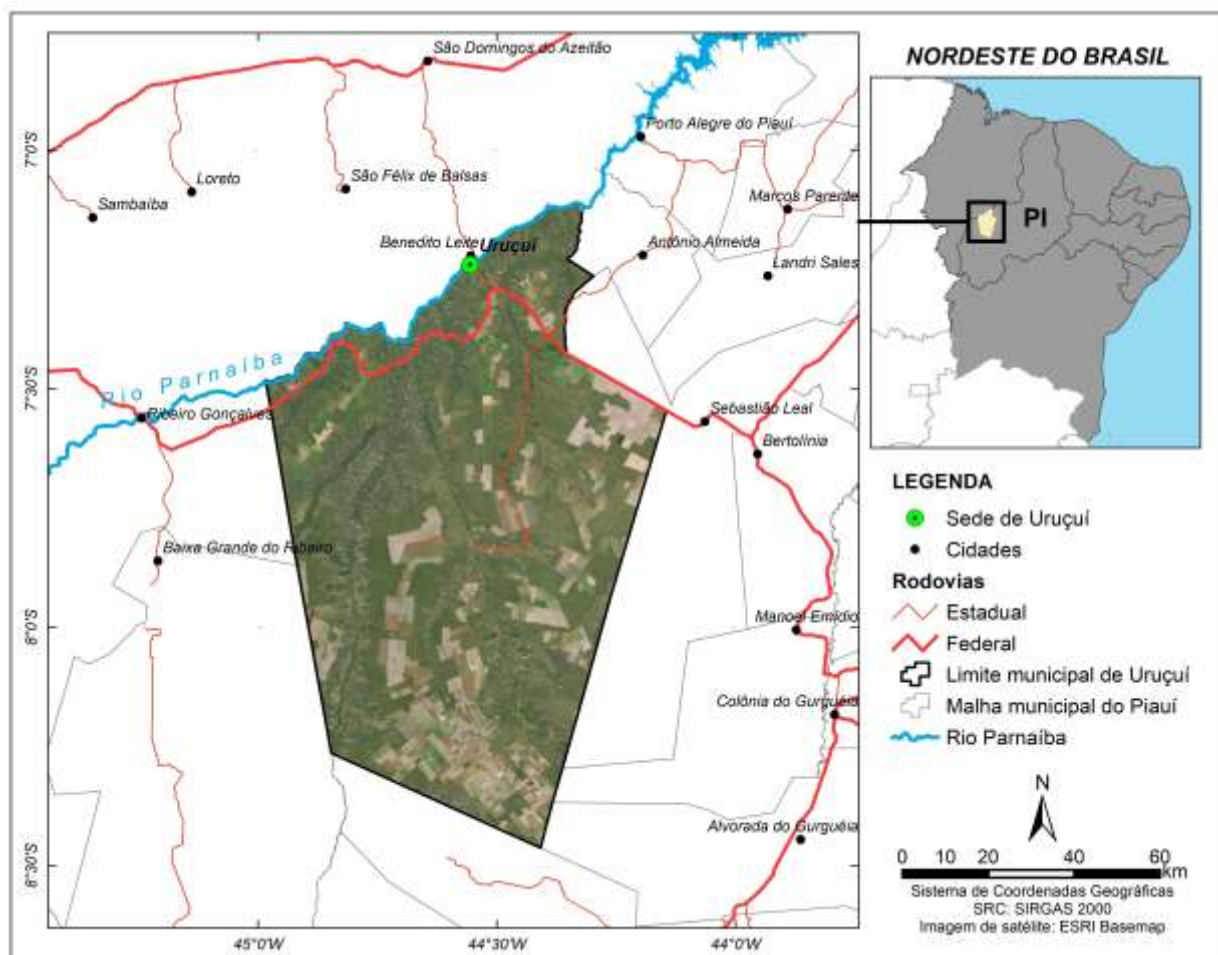 São Domingos do Azeitão
Porto Alegre do Piauí
Loreto
São Félix de Balsas
Sambaíba
Marcos Parente
Benedito Leite
Uruçuí
Antônio Almeida
Landri Sales
Rio Parnaíba
Ribeiro Gonçalves
Sebastião Leal
Bertolínia
Baixa Grande do Ribeiro
Manoel Emídio
Colônia do Gurguéia
Alvorada do Gurguéia
7°0'S
7°30'S
8°0'S
8°30'S
45°0'W
44°30'W
44°0'W
NORDESTE DO BRASIL
PI
LEGENDA
Sede de Uruçuí
Cidades
Rodovias
Estadual
Federal
Limite municipal de Uruçuí
Malha municipal do Piauí
Rio Parnaíba
N
0 10 20 40 60
km
Sistema de Coordenadas Geográficas
SRC: SIRGAS 2000
Imagem de satélite: ESRI Basemap